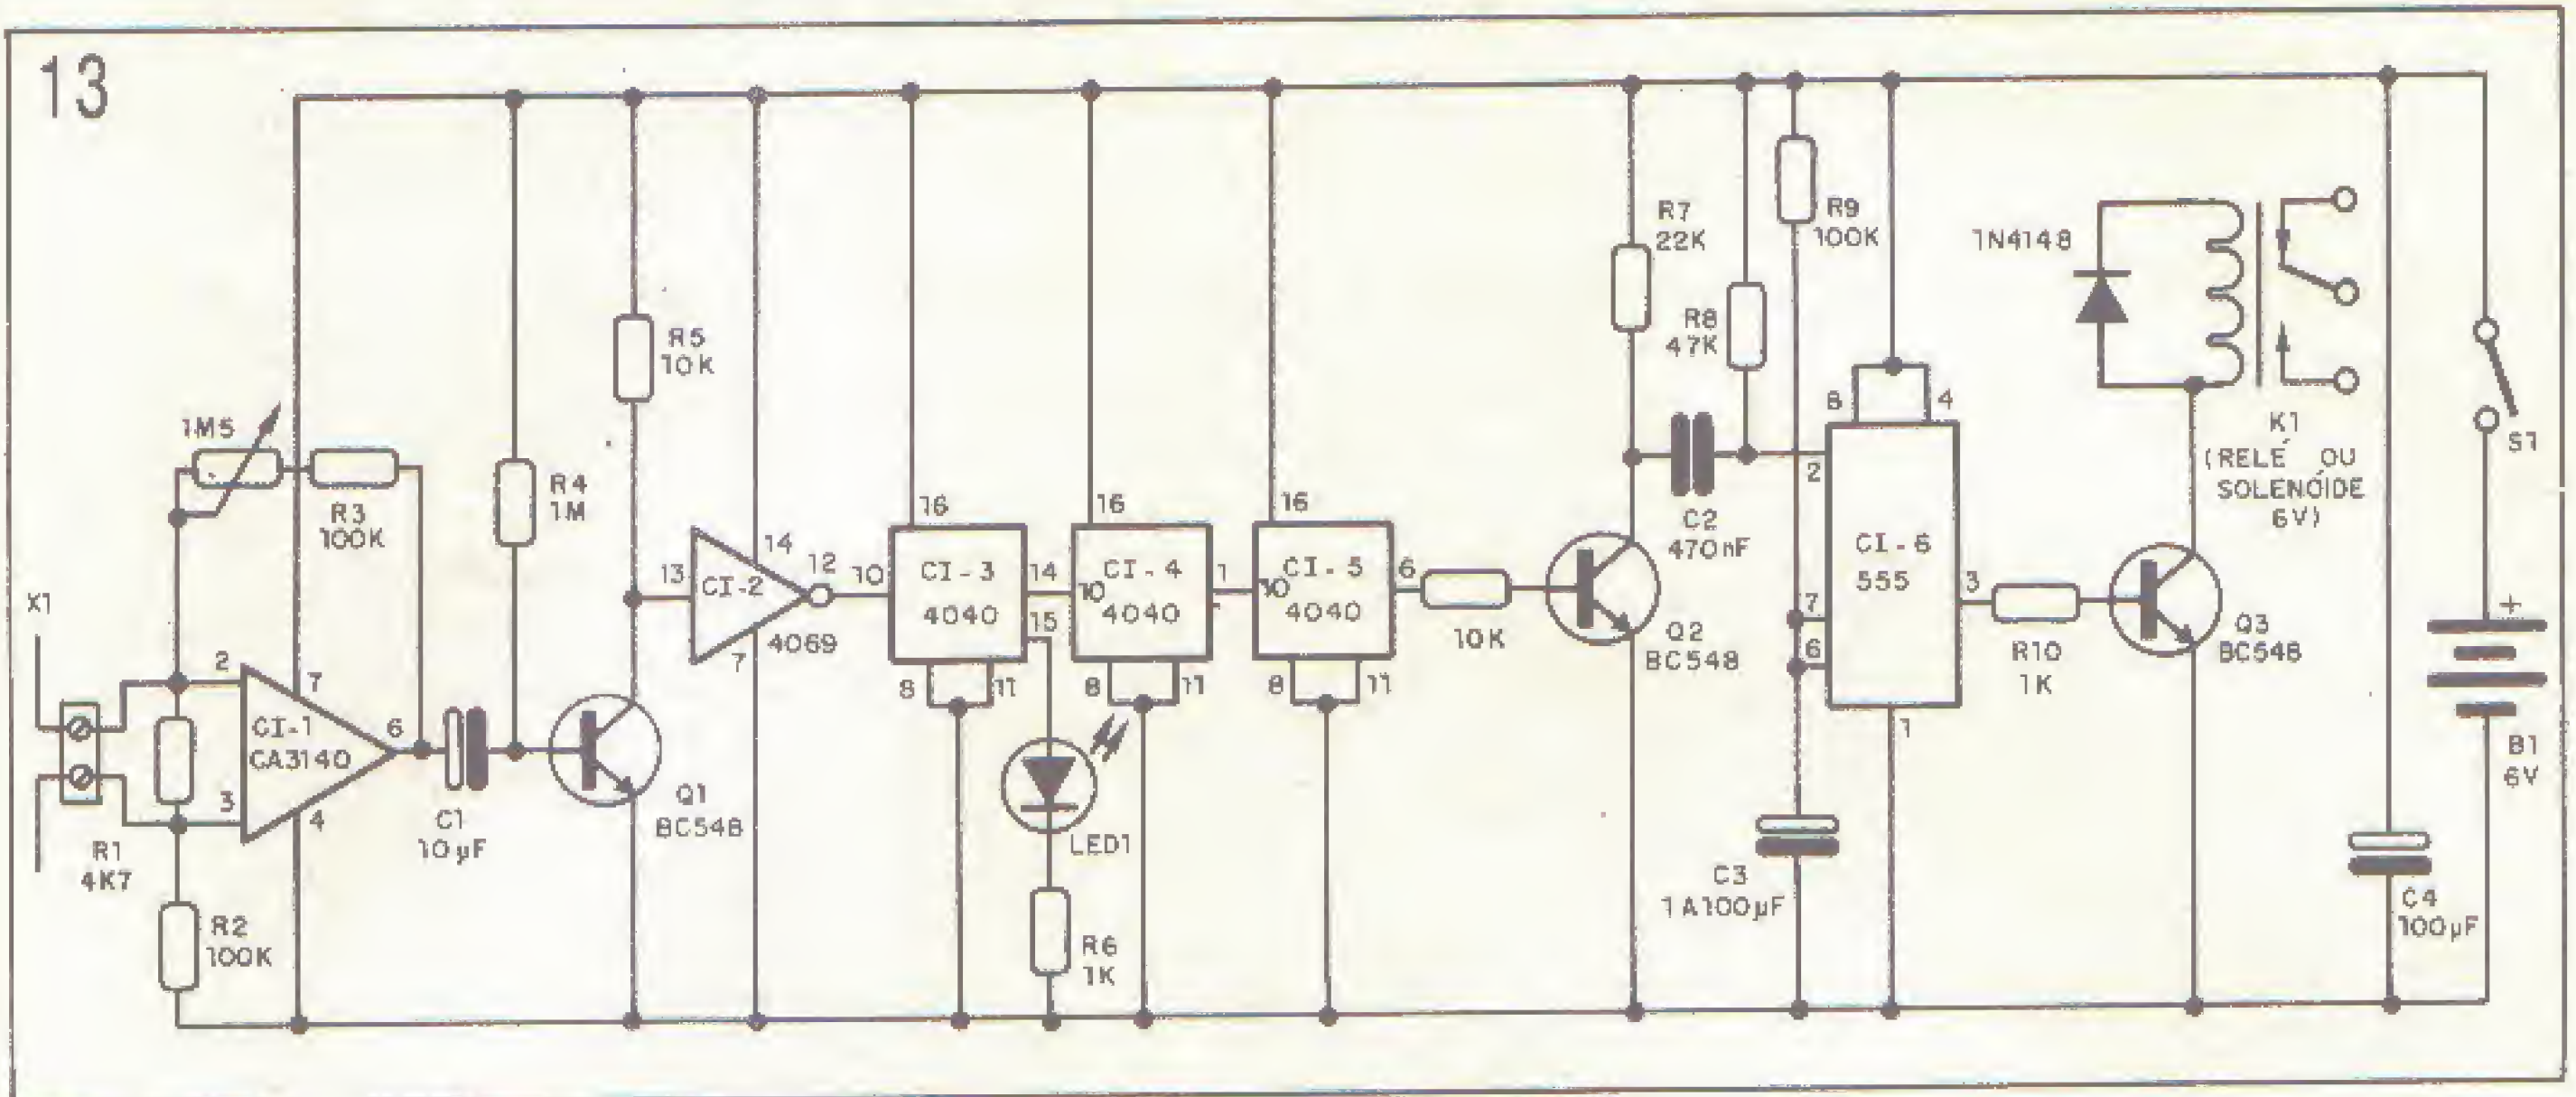 13
1M5
R3
100K
X1
R1
4K7
R2
100K
2
3
7
4
6
CI-1
CA3140
C1
10µF
R4
1M
R5
10K
Q1
BC548
13
CI-2
14
12
7
4069
10
16
CI-3
4040
14
15
8
11
LED1
R6
1K
16
10
CI-4
4040
1
8
11
16
10
CI-5
4040
6
8
11
10K
Q2
BC548
R7
22K
R8
47K
C2
470nF
R9
100K
8
4
2
7
6
CI-6
555
3
1
C3
1A100µF
R10
1K
Q3
BC548
1N4148
K1
(RELÉ OU
SOLENÓIDE
6V)
S1
+
B1
6V
C4
100µF